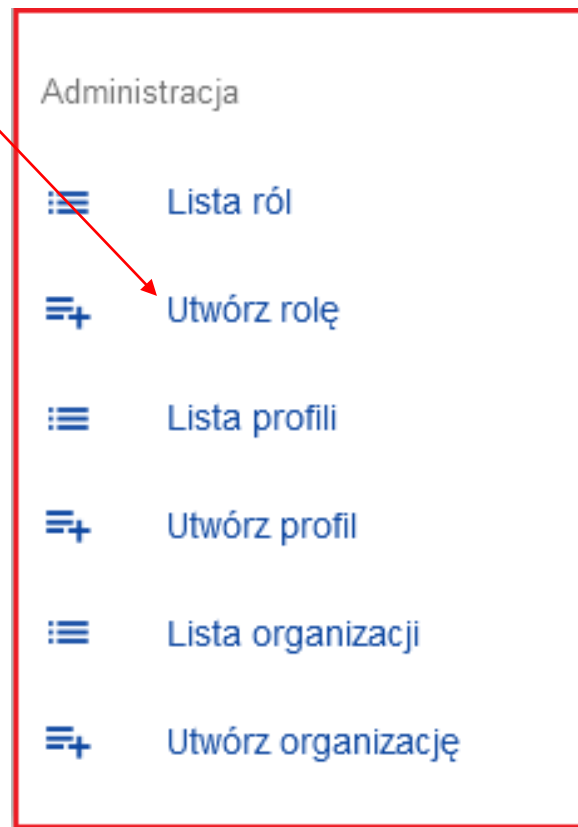 Administracja
Lista ról
Utwórz rolę
Lista profili
Utwórz profil
Lista organizacji
Utwórz organizację